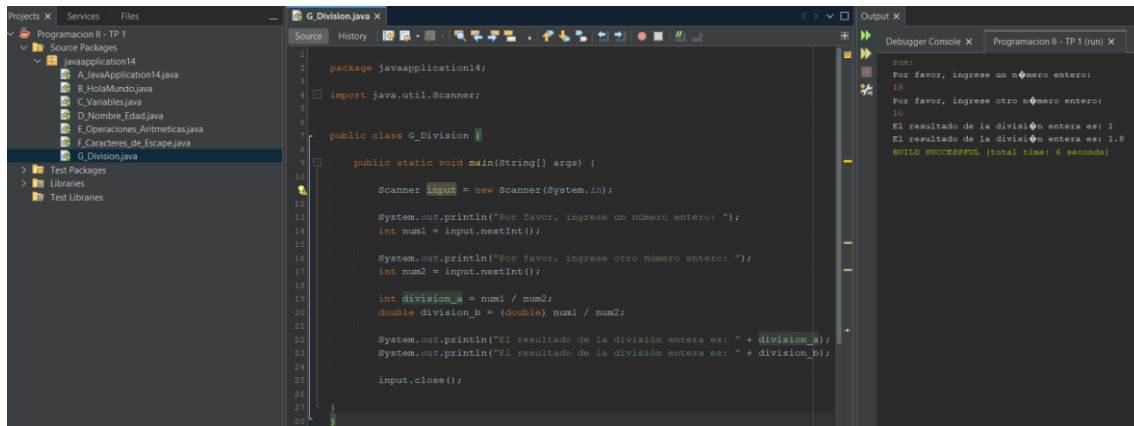 Projects Services Files
Programacion II - TP 1
Source Packages
javaapplication14
A_JavaApplication14.java
B_HolaMundo.java
C_Variables.java
D_Nombre_Edad.java
E_Operaciones_Aritmeticas.java
F_Caracteres_de_Escape.java
G_Division.java
Test Packages
Libraries
Test Libraries
G_Division.java
Source History
1
2 package javaapplication14;
3
4 import java.util.Scanner;
5
6
7 public class G_Division {
8
9 public static void main(String[] args) {
10
Scanner input = new Scanner(System.in);
12
13 System.out.println("Por favor, ingrese un número entero: ");
14 int num1 = input.nextInt();
15
16 System.out.println("Por favor, ingrese otro número entero: ");
17 int num2 = input.nextInt();
18
19 int division_a = num1 / num2;
20 double division_b = (double) num1 / num2;
21
22 System.out.println("El resultado de la división entera es: " + division_a);
23 System.out.println("El resultado de la división entera es: " + division_b);
24
25 input.close();
26
27 }
28 }
Output
Debugger Console Programacion II - TP 1 (run)
run:
Por favor, ingrese un n�mero entero:
18
Por favor, ingrese otro n�mero entero:
10
El resultado de la divisi�n entera es: 1
El resultado de la divisi�n entera es: 1.8
BUILD SUCCESSFUL (total time: 6 seconds)